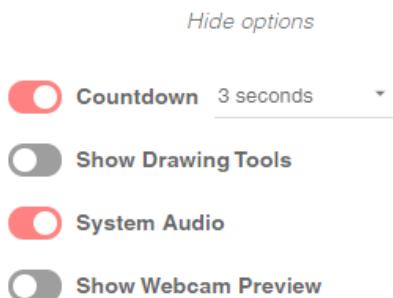 Hide options
Countdown 3 seconds
Show Drawing Tools
System Audio
Show Webcam Preview